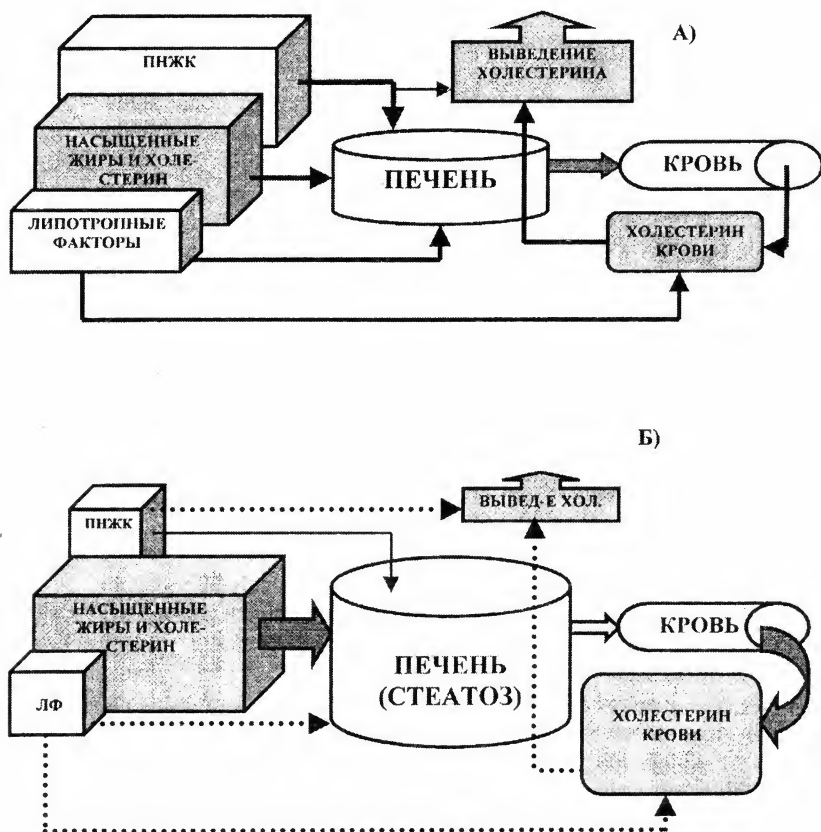 А)
ПНЖК
ВЫВЕДЕНИЕ
ХОЛЕСТЕРИНА
НАСЫЩЕННЫЕ
ЖИРЫ И ХОЛЕ-
СТЕРИН
ПЕЧЕНЬ
КРОВЬ
ЛИПОТРОПНЫЕ
ФАКТОРЫ
ХОЛЕСТЕРИН
КРОВИ
Б)
ПНЖК
ВЫВЕД-Е ХОЛ.
НАСЫЩЕННЫЕ
ЖИРЫ И ХОЛЕ-
СТЕРИН
КРОВЬ
ПЕЧЕНЬ
(СТЕАТОЗ)
ЛФ
ХОЛЕСТЕРИН
КРОВИ